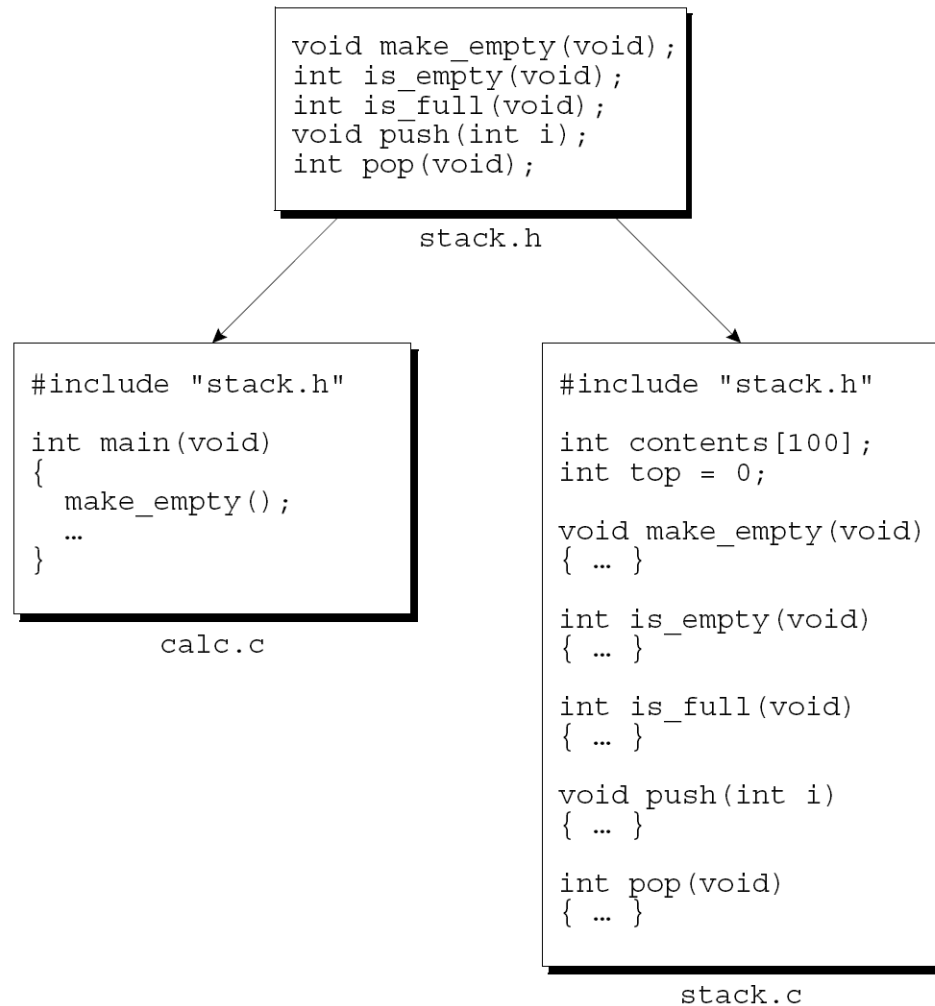 void make_empty(void);
int is_empty(void);
int is_full(void);
void push(int i);
int pop(void);
stack.h
#include "stack.h"
int main(void)
{
make_empty();
…
}
calc.c
#include "stack.h"
int contents[100];
int top = 0;
void make_empty(void)
{ … }
int is_empty(void)
{ … }
int is_full(void)
{ … }
void push(int i)
{ … }
int pop(void)
{ … }
stack.c